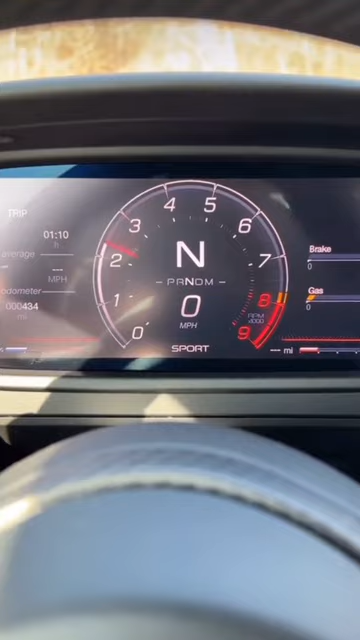 TRIP
01:10
h
average
--
MPH
odometer
000434
mi
0
1
2
3
4
5
6
7
8
9
N
PRNDM
0
MPH
RPM
x1000
SPORT
Brake
0
Gas
0
--- mi